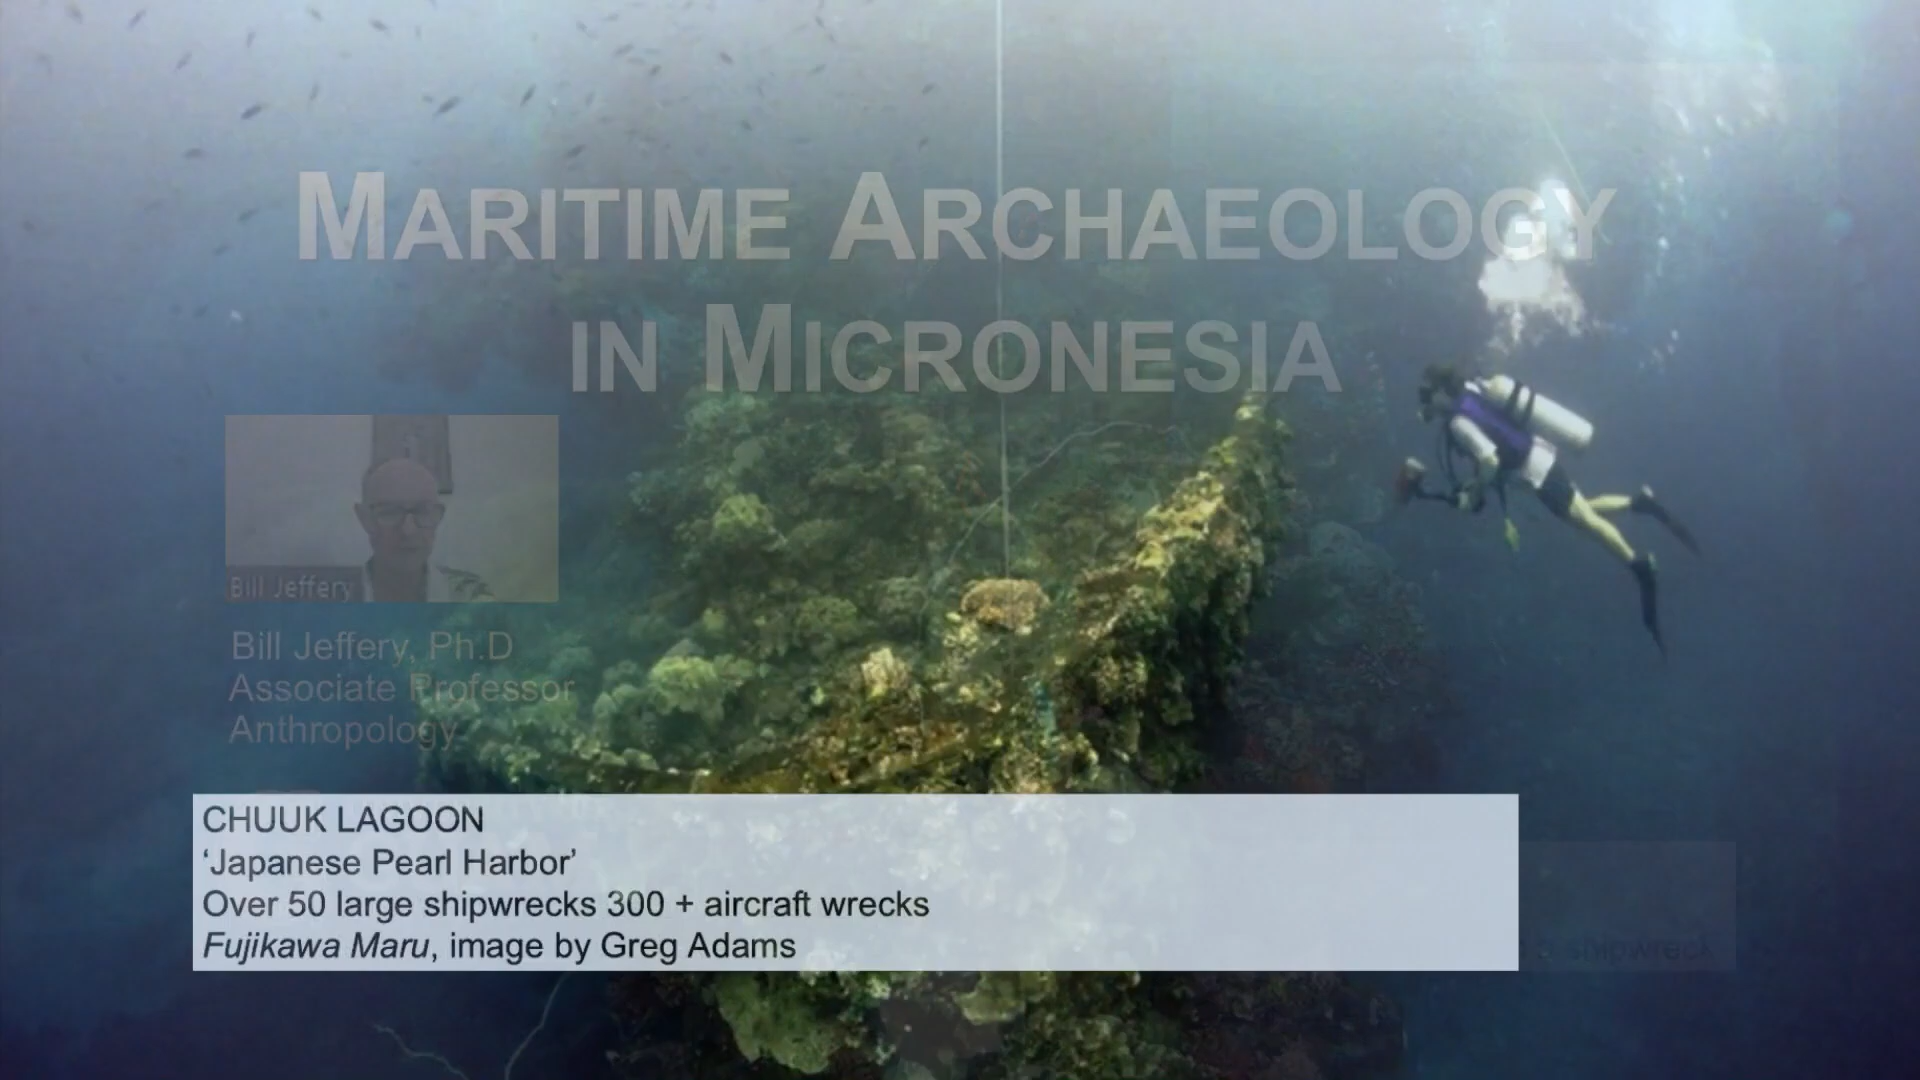 MARITIME ARCHAEOLOGY
IN MICRONESIA
Bill Jeffery
Bill Jeffery, Ph.D
Associate Professor
Anthropology
CHUUK LAGOON
‘Japanese Pearl Harbor’
Over 50 large shipwrecks 300 + aircraft wrecks
Fujikawa Maru, image by Greg Adams
shipwreck